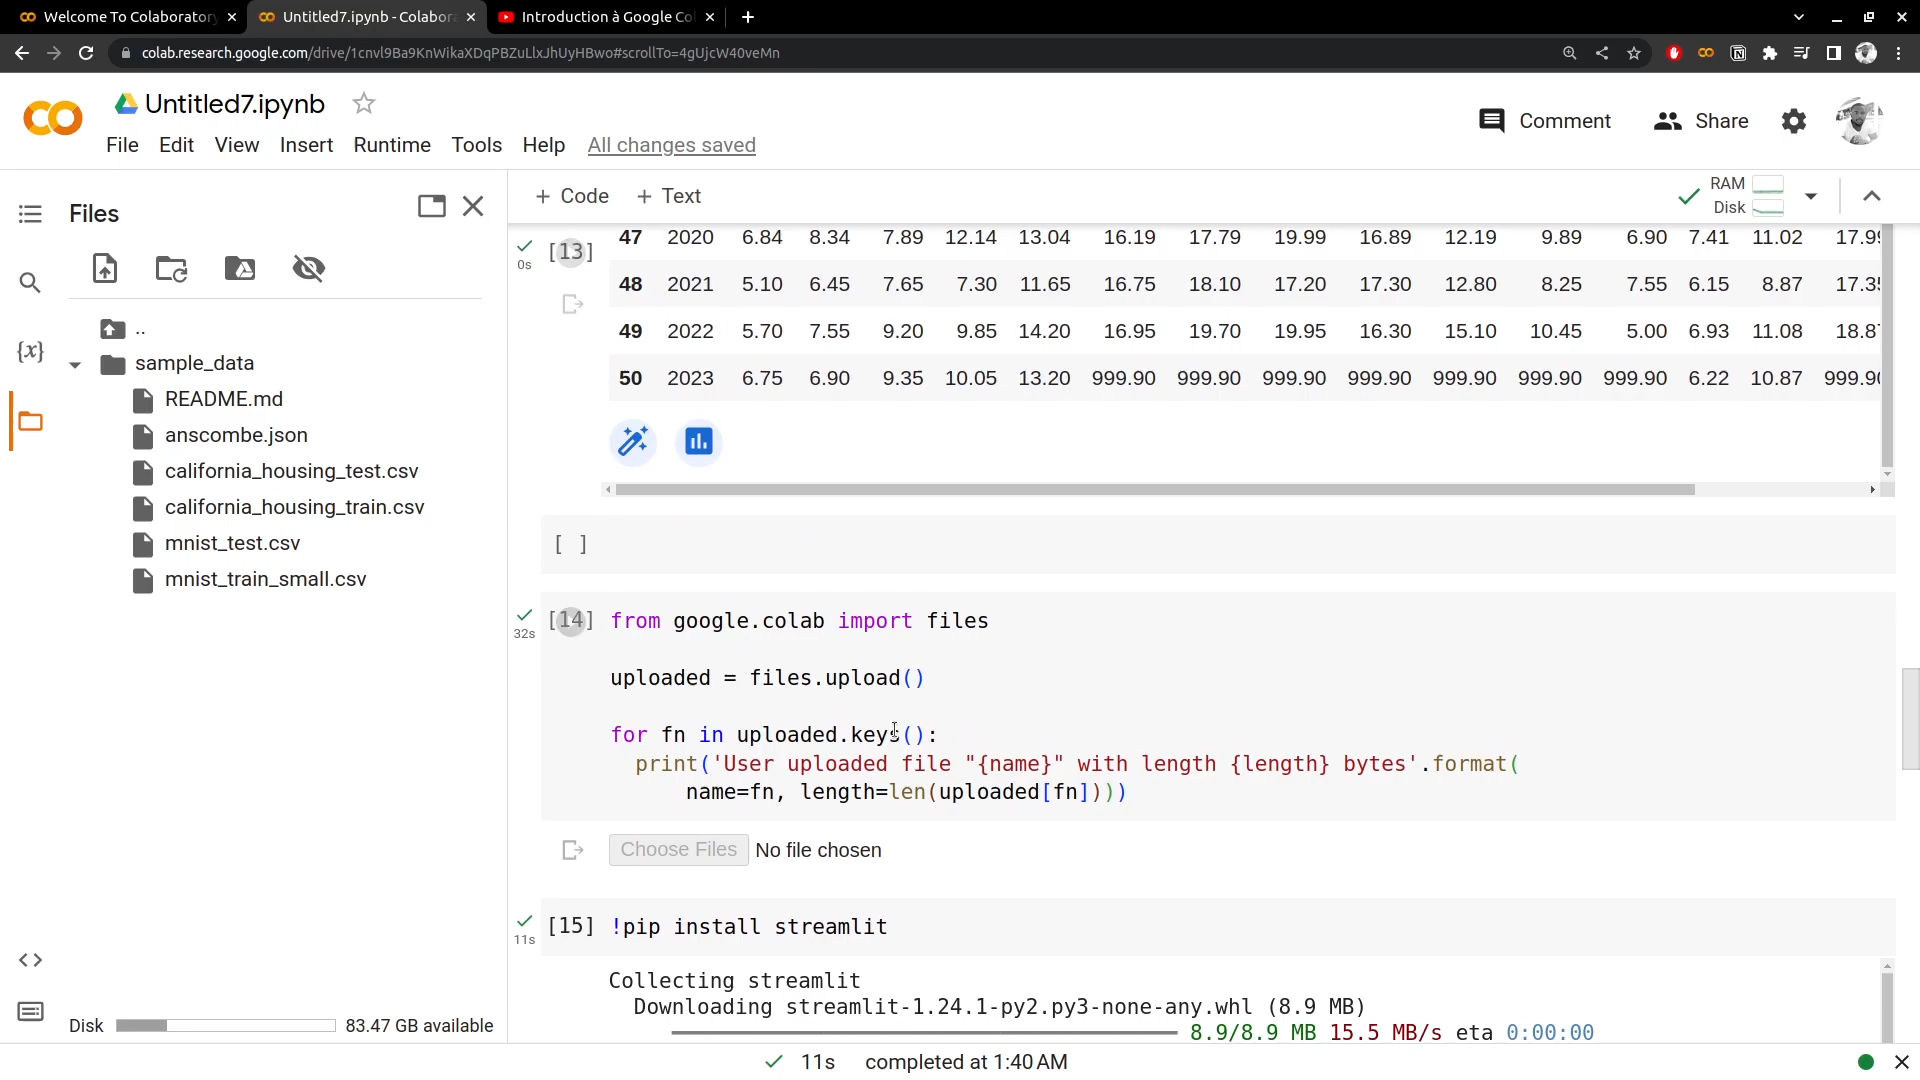 Welcome To Colaboratory
Untitled7.ipynb - Colabora
Introduction à Google Co
colab.research.google.com/drive/1cnvl9Ba9KnWikaXDqPBZuLlxJhUyHBwo#scrollTo=4gUjcW40veMn
Untitled7.ipynb
Comment
Share
File Edit View Insert Runtime Tools Help All changes saved
Files
+ Code + Text
RAM
Disk
..
sample_data
README.md
anscombe.json
california_housing_test.csv
california_housing_train.csv
mnist_test.csv
mnist_train_small.csv
Disk 83.47 GB available
{x}
<>
0s
[13]
47 2020 6.84 8.34 7.89 12.14 13.04 16.19 17.79 19.99 16.89 12.19 9.89 6.90 7.41 11.02 17.99
48 2021 5.10 6.45 7.65 7.30 11.65 16.75 18.10 17.20 17.30 12.80 8.25 7.55 6.15 8.87 17.35
49 2022 5.70 7.55 9.20 9.85 14.20 16.95 19.70 19.95 16.30 15.10 10.45 5.00 6.93 11.08 18.87
50 2023 6.75 6.90 9.35 10.05 13.20 999.90 999.90 999.90 999.90 999.90 999.90 999.90 6.22 10.87 999.90
[ ]
32s
[14] from google.colab import files
uploaded = files.upload()
for fn in uploaded.keys():
print('User uploaded file "{name}" with length {length} bytes'.format(
name=fn, length=len(uploaded[fn])))
Choose Files No file chosen
11s
[15] !pip install streamlit
Collecting streamlit
Downloading streamlit-1.24.1-py2.py3-none-any.whl (8.9 MB)
8.9/8.9 MB 15.5 MB/s eta 0:00:00
11s completed at 1:40 AM